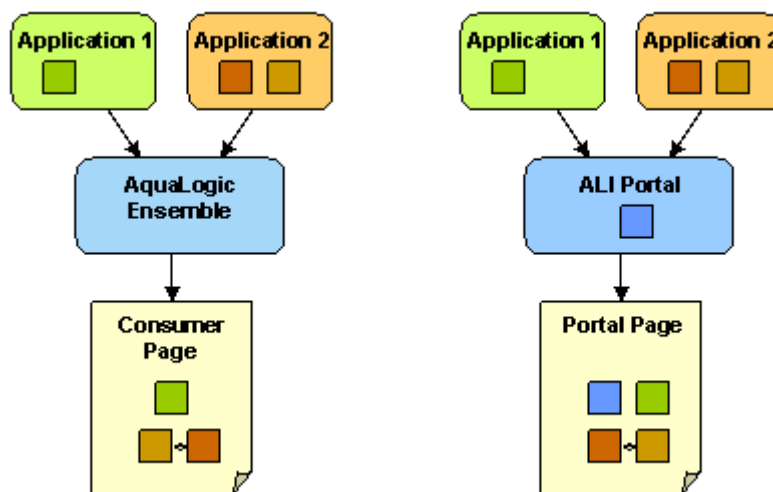 Application 1
Application 2
AquaLogic
Ensemble
Consumer
Page
Application 1
Application 2
ALI Portal
Portal Page